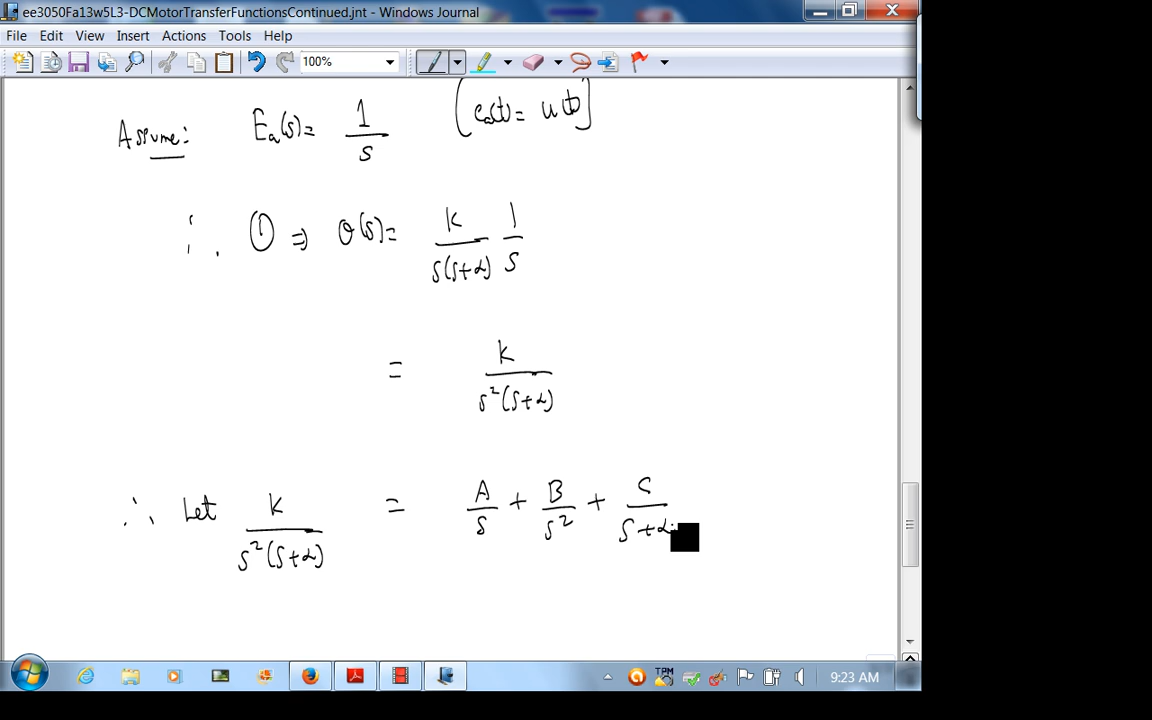 ee3050Fa13w5L3-DCMotorTransferFunctionsContinued.jnt - Windows Journal
File Edit View Insert Actions Tools Help
100%
Assume: Eₐ(s) = 1/s [eₐ(t) = u(t)]
∴ ① ⇒ θ(s) = k/(s(s+α)) 1/s
= k/(s²(s+α))
∴ Let k/(s²(s+α)) = A/s + B/s² + C/(s+α)
TPM
9:23 AM